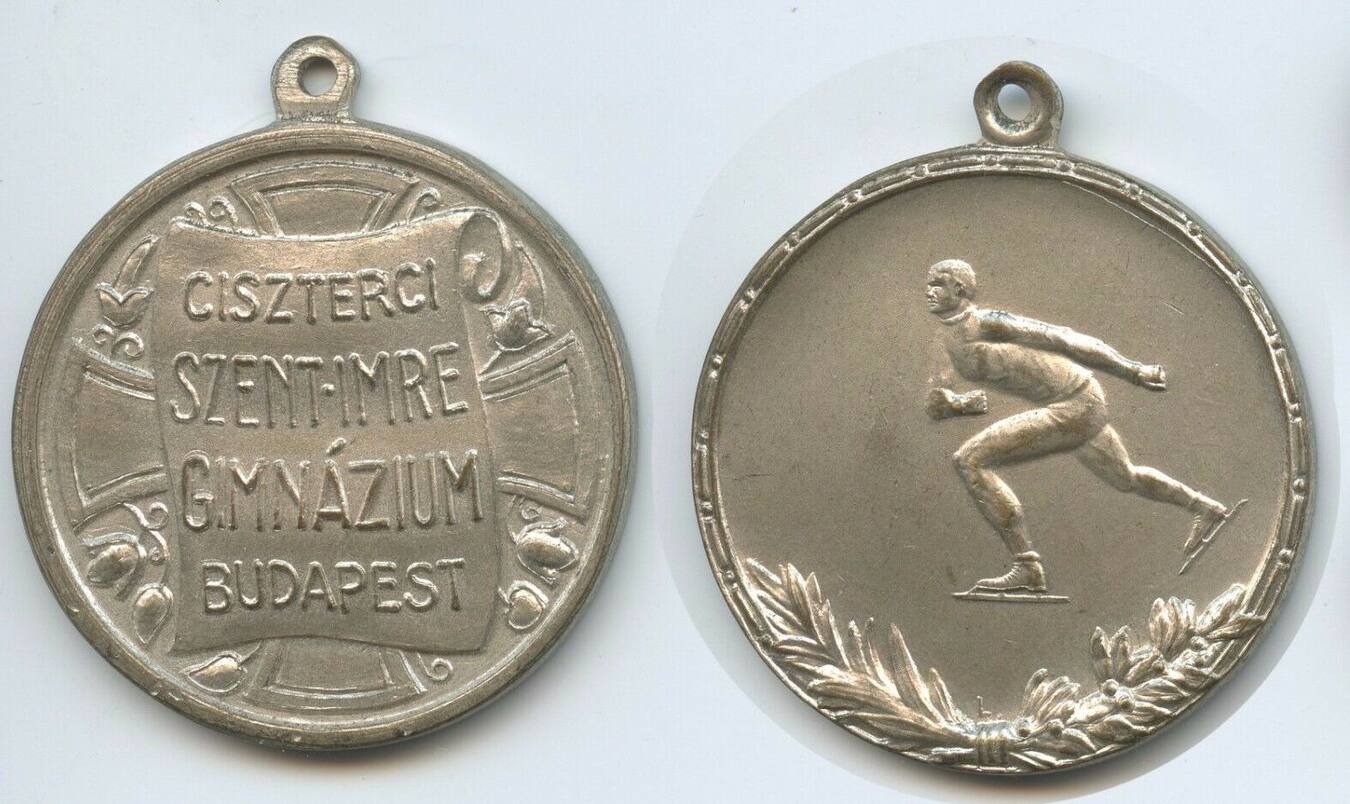 CISZTERCI
SZENT·IMRE
GIMNÁZIUM
BUDAPEST